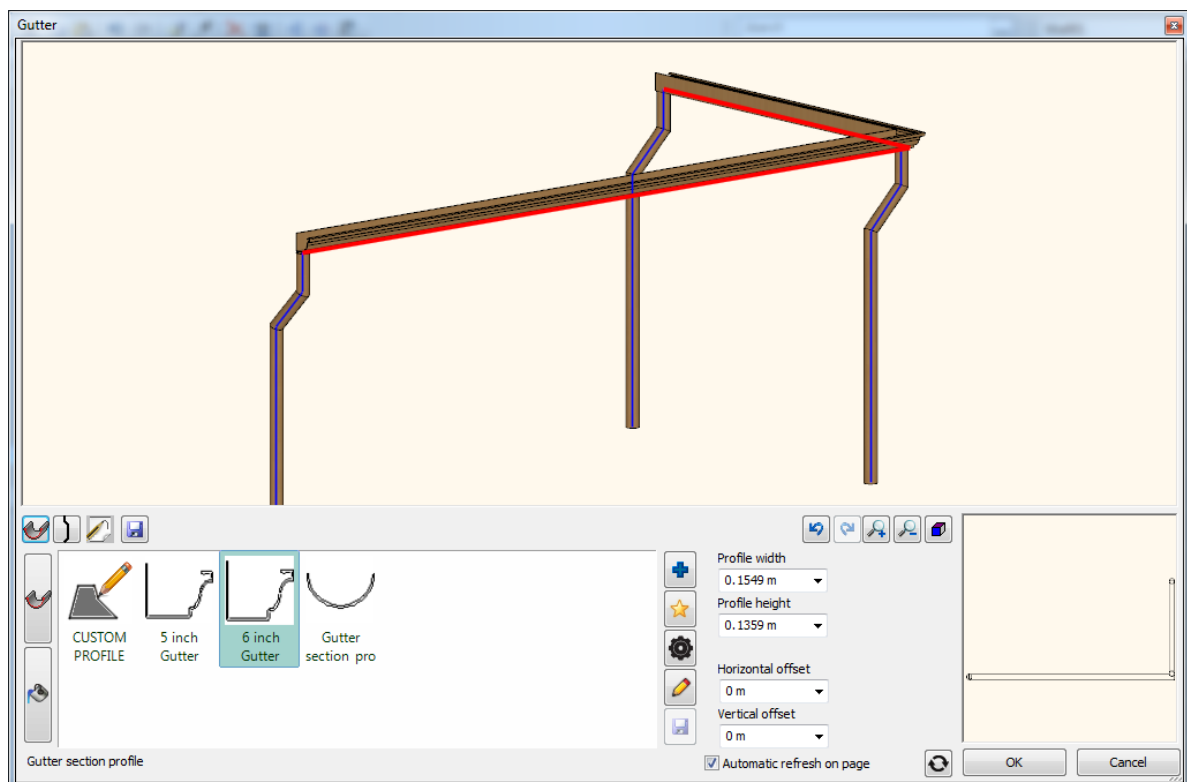 Gutter
Profile width
0.1549 m
Profile height
0.1359 m
CUSTOM
PROFILE
5 inch
Gutter
6 inch
Gutter
Gutter
section pro
Horizontal offset
0 m
Vertical offset
0 m
Gutter section profile
Automatic refresh on page
OK
Cancel